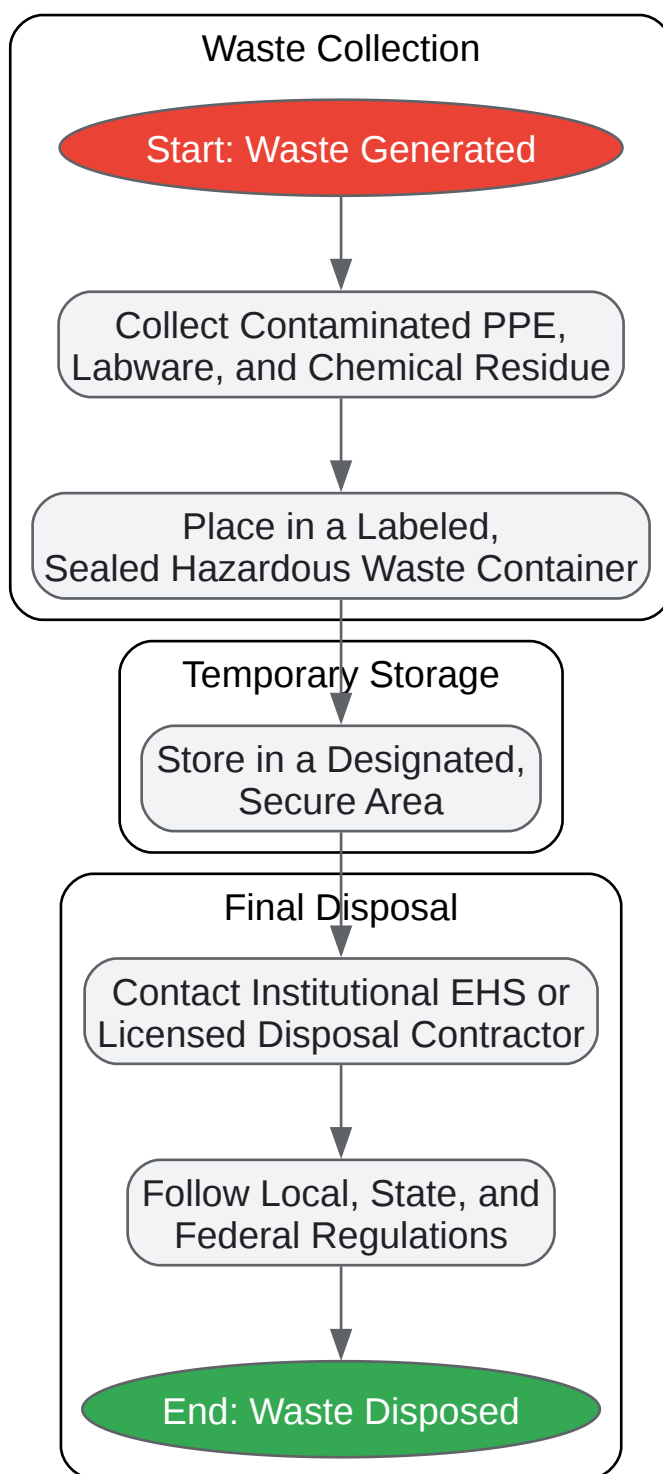 Waste Collection
Start: Waste Generated
Collect Contaminated PPE,
Labware, and Chemical Residue
Place in a Labeled,
Sealed Hazardous Waste Container
Temporary Storage
Store in a Designated,
Secure Area
Final Disposal
Contact Institutional EHS or
Licensed Disposal Contractor
Follow Local, State, and
Federal Regulations
End: Waste Disposed